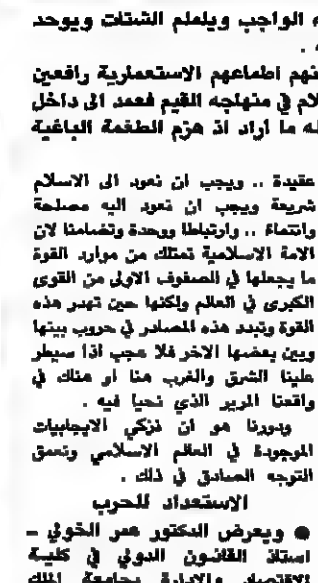 الواجب ويلملم الشتات ويوحد
.
نهم اطماعهم الاستعمارية رافعين
لام في منهاجه القيم فعمد الى داخل
له ما أراد اذ هزم الطغمة الباغية
عقيدة .. ويجب ان نعود الى الاسلام
شريعة ويجب ان نعود اليه مصلحة
وانتماء .. وارتباطا ووحدة وتضامنا لان
الامة الاسلامية تمتلك من موارد القوة
ما يجعلها في الصفوف الاولى من القوى
الكبرى في العالم ولكنها حين تهدر هذه
القوة وتبدد هذه المصادر في حروب بينها
وبين بعضها الاخر فلا عجب اذا سيطر
علينا الشرق والغرب هنا او هناك في
واقعنا المرير الذي نحيا فيه .
ودورنا هو ان نزكي الايجابيات
الموجودة في العالم الاسلامي ونعمق
التوجه الصادق في ذلك .
الاستعداد للحرب
● ويعرض الدكتور عمر الخولي ــ
استاذ القانون الدولي في كلية
الاقتصاد والادارة بجامعة الملك